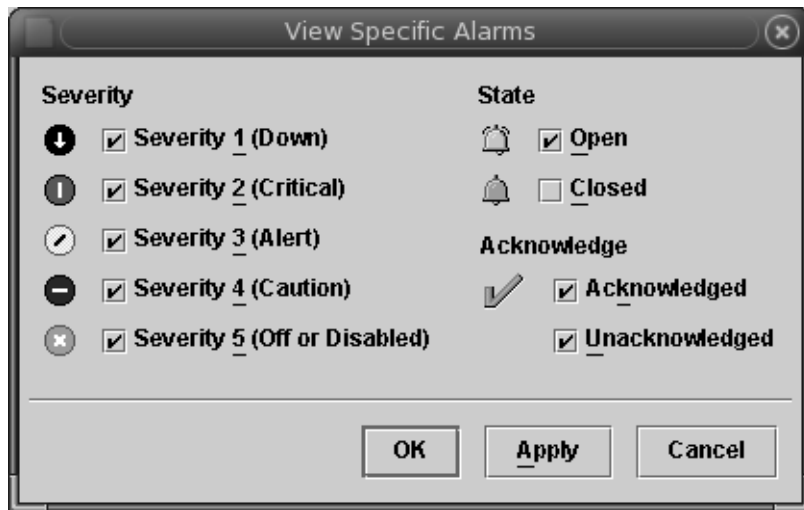 View Specific Alarms
Severity
Severity 1 (Down)
Severity 2 (Critical)
Severity 3 (Alert)
Severity 4 (Caution)
Severity 5 (Off or Disabled)
State
Open
Closed
Acknowledge
Acknowledged
Unacknowledged
OK
Apply
Cancel